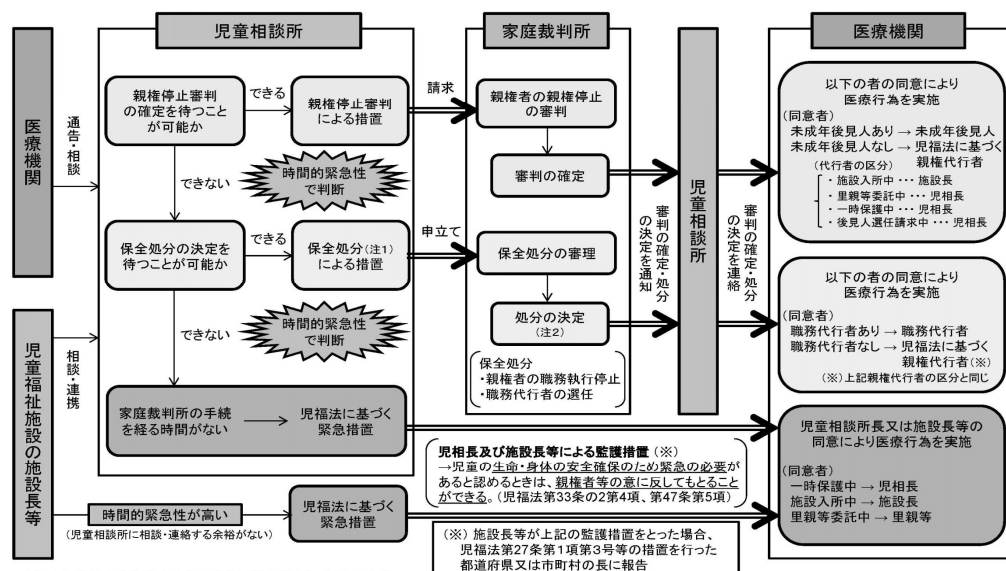 児童相談所
家庭裁判所
医療機関
医療機関
通告・相談
児童福祉施設の施設長等
相談・連携
親権停止審判
の確定を待つこと
が可能か
できる
親権停止審判
による措置
請求
できない
時間的緊急性
で判断
保全処分の決定を
待つことが可能か
できる
保全処分(注1)
による措置
申立て
できない
時間的緊急性
で判断
家庭裁判所の手続
を経る時間がない
児福法に基づく
緊急措置
時間的緊急性が高い
(児童相談所に相談・連絡する余裕がない)
児福法に基づく
緊急措置
親権者の親権停止
の審判
審判の確定
保全処分の審理
処分の決定
(注2)
保全処分
・親権者の職務執行停止
・職務代行者の選任
審判の確定・処分
の決定を通知
児童相談所
審判の確定・処分
の決定を連絡
以下の者の同意により
医療行為を実施
(同意者)
未成年後見人あり → 未成年後見人
未成年後見人なし → 児福法に基づく
親権代行者
(代行者の区分)
・施設入所中・・・施設長
・里親等委託中・・・児相長
・一時保護中・・・児相長
・後見人選任請求中・・・児相長
以下の者の同意により
医療行為を実施
(同意者)
職務代行者あり → 職務代行者
職務代行者なし → 児福法に基づく
親権代行者(※)
(※)上記親権代行者の区分と同じ
児童相談所長又は施設長等の
同意により医療行為を実施
(同意者)
一時保護中 → 児相長
施設入所中 → 施設長
里親等委託中 → 里親等
児相長及び施設長等による監護措置(※)
→児童の生命・身体の安全確保のため緊急の必要が
あると認めるときは、親権者等の意に反してもとること
ができる。(児福法第33条の2第4項、第47条第5項)
(※)施設長等が上記の監護措置をとった場合、
児福法第27条第1項第3号等の措置を行った
都道府県又は市町村の長に報告